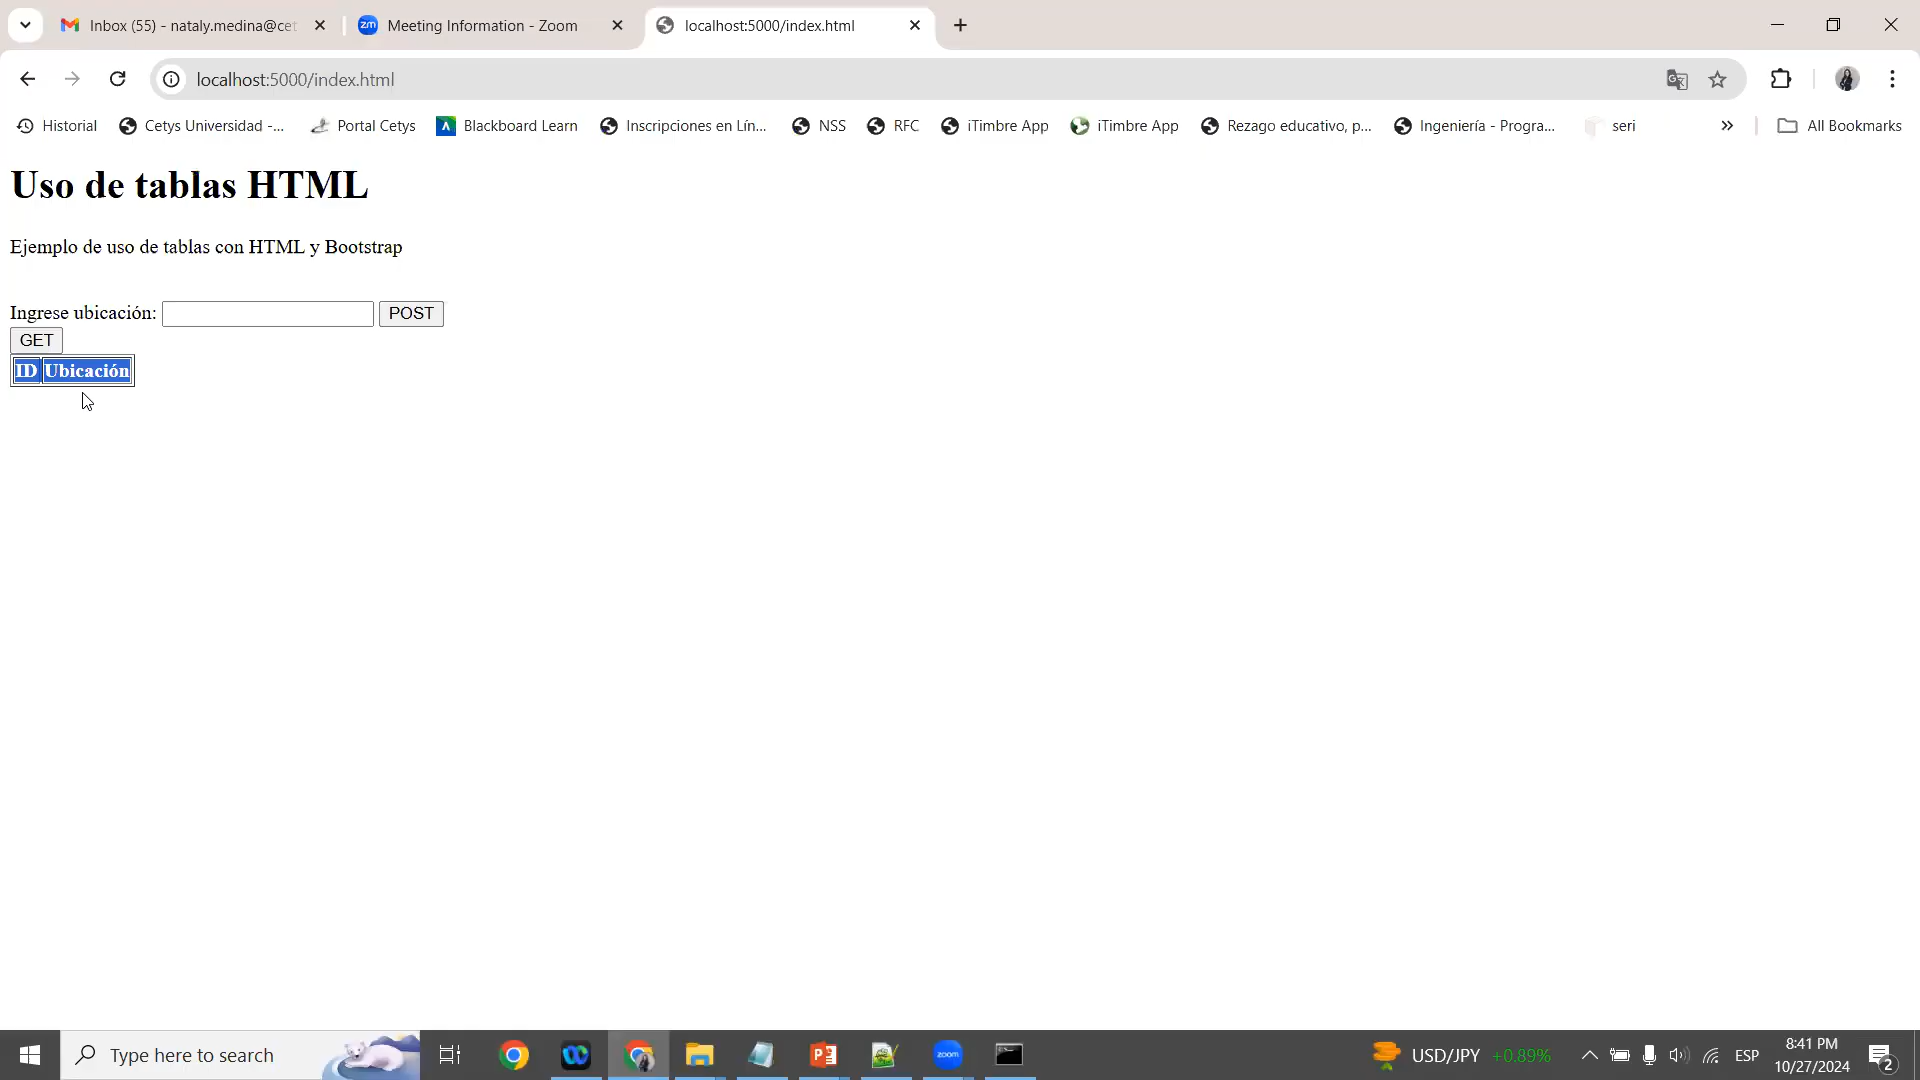 Inbox (55) - nataly.medina@cet
Meeting Information - Zoom
localhost:5000/index.html
localhost:5000/index.html
Historial
Cetys Universidad -...
Portal Cetys
Blackboard Learn
Inscripciones en Lín...
NSS
RFC
iTimbre App
iTimbre App
Rezago educativo, p...
Ingeniería - Progra...
seri
All Bookmarks
Uso de tablas HTML
Ejemplo de uso de tablas con HTML y Bootstrap
Ingrese ubicación: POST
GET
ID Ubicación
Type here to search
zoom
USD/JPY +0.89%
ESP
8:41 PM
10/27/2024
2